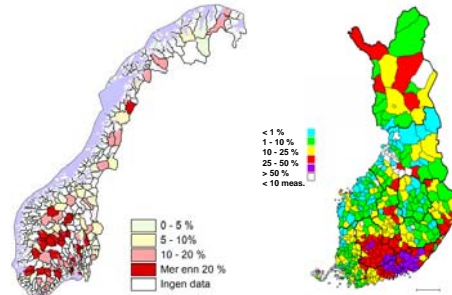 0 - 5 %
5 - 10%
10 - 20 %
Mer enn 20 %
Ingen data
< 1 %
1 - 10 %
10 - 25 %
25 - 50 %
> 50 %
< 10 meas.